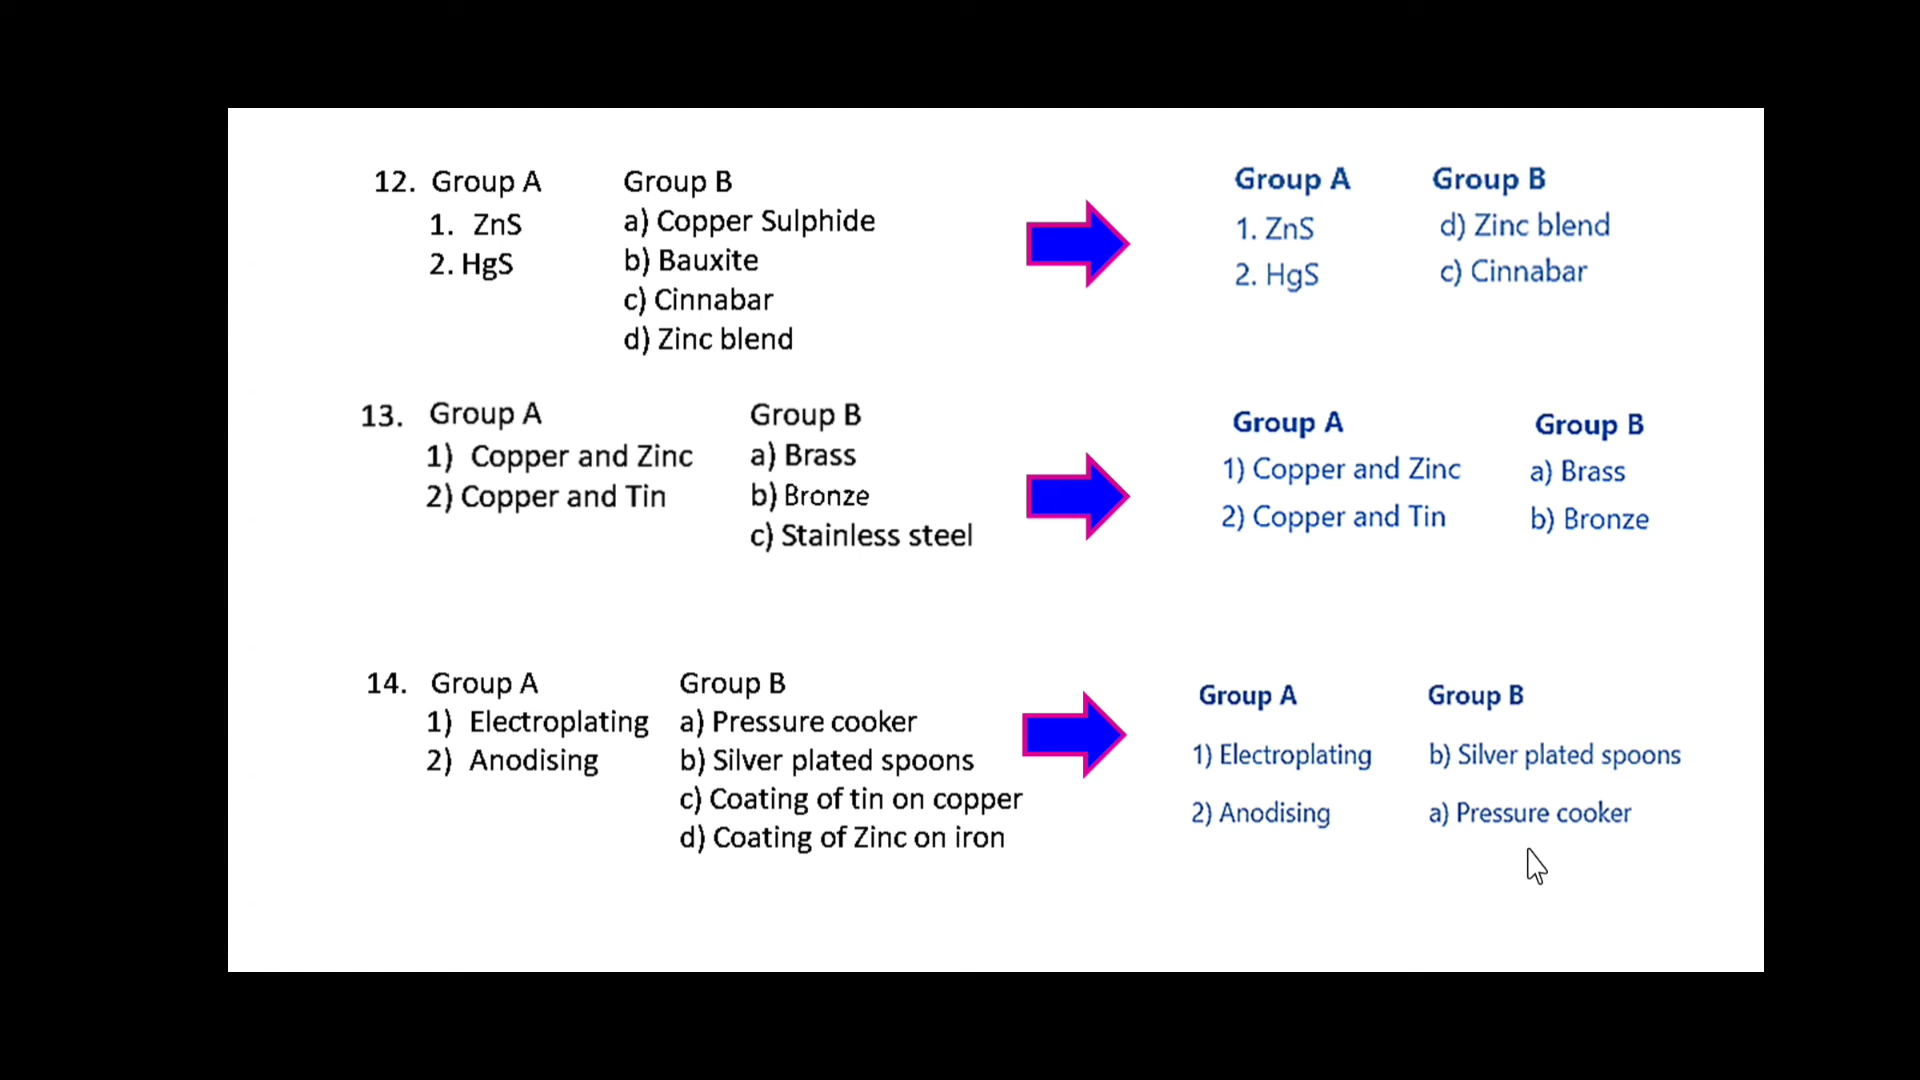 12. Group A Group B
1. ZnS a) Copper Sulphide
2. HgS b) Bauxite
c) Cinnabar
d) Zinc blend
Group A Group B
1. ZnS d) Zinc blend
2. HgS c) Cinnabar
13. Group A Group B
1) Copper and Zinc a) Brass
2) Copper and Tin b) Bronze
c) Stainless steel
Group A Group B
1) Copper and Zinc a) Brass
2) Copper and Tin b) Bronze
14. Group A Group B
1) Electroplating a) Pressure cooker
2) Anodising b) Silver plated spoons
c) Coating of tin on copper
d) Coating of Zinc on iron
Group A Group B
1) Electroplating b) Silver plated spoons
2) Anodising a) Pressure cooker